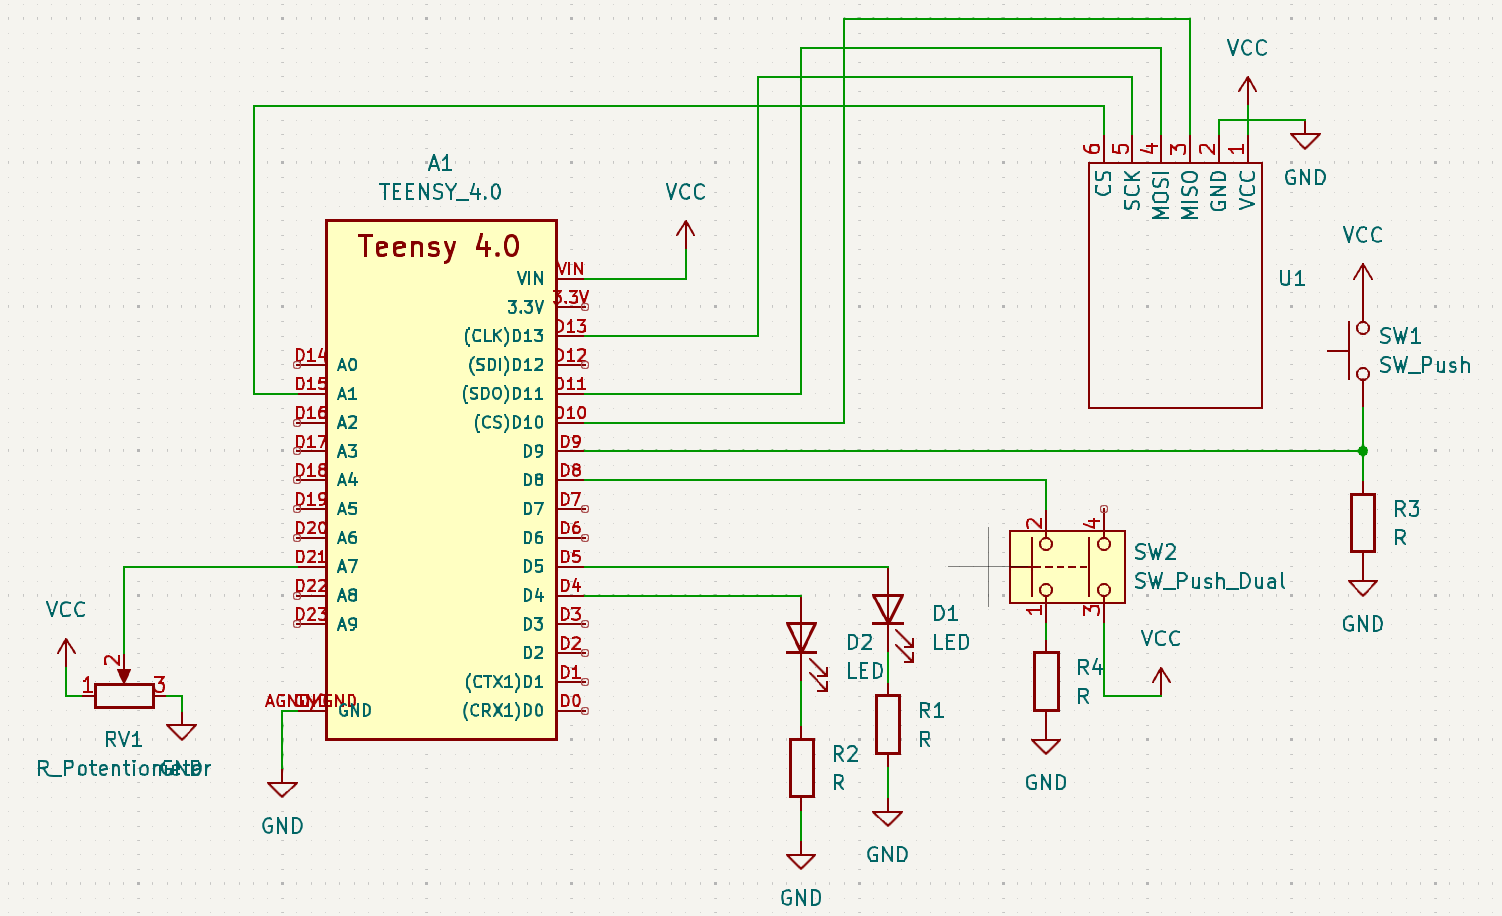 VCC
6
5
4
3
2
1
CS
SCK
MOSI
MISO
GND
VCC
GND
U1
A1
TEENSY_4.0
VCC
Teensy 4.0
VIN
VIN
3.3V
3.3V
(CLK)D13
D13
(SDI)D12
D12
(SDO)D11
D11
(CS)D10
D10
D9
D9
D8
D8
D7
D7
D6
D6
D5
D5
D4
D4
D3
D3
D2
D2
(CTX1)D1
D1
(CRX1)D0
D0
D14
A0
D15
A1
D16
A2
D17
A3
D18
A4
D19
A5
D20
A6
D21
A7
D22
A8
D23
A9
GND
GND
VCC
SW1
SW_Push
R3
R
GND
2
4
1
3
SW2
SW_Push_Dual
VCC
R4
R
GND
D1
LED
D2
LED
R1
R
GND
R2
R
GND
VCC
1
2
3
RV1
R_Potentiometer
GND